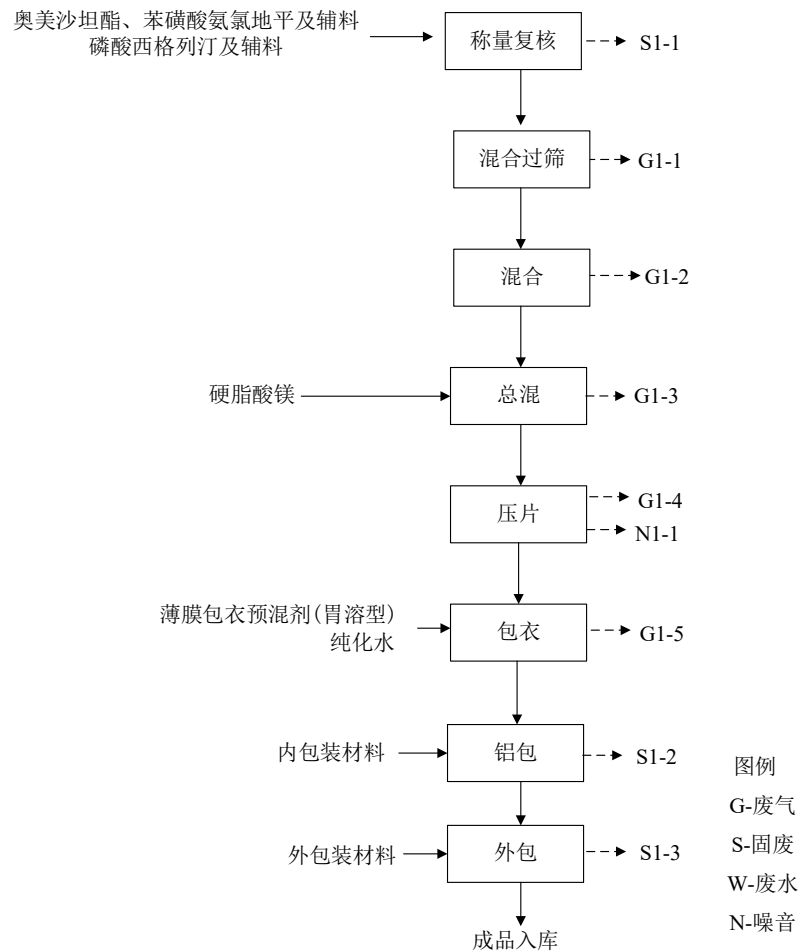 奥美沙坦酯、苯磺酸氨氯地平及辅料
磷酸西格列汀及辅料
称量复核
S1-1
混合过筛
G1-1
混合
G1-2
硬脂酸镁
总混
G1-3
压片
G1-4
N1-1
薄膜包衣预混剂(胃溶型)
纯化水
包衣
G1-5
内包装材料
铝包
S1-2
外包装材料
外包
S1-3
成品入库
图例
G-废气
S-固废
W-废水
N-噪音